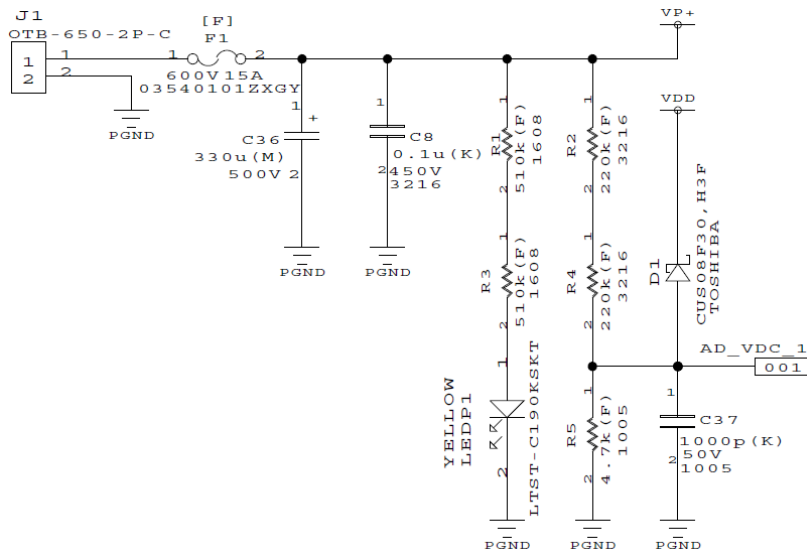 J1
OTB-650-2P-C
1
2
1
2
PGND
[F]
F1
1
2
600V 15A
03540101ZXGY
1
+
C36
330u(M)
500V
2
PGND
1
C8
0.1u(K)
2
450V
3216
PGND
1
R1
510k(F)
1608
2
1
R3
510k(F)
1608
2
1
YELLOW
LEDP1
LTST-C190KSKT
2
PGND
1
R2
220k(F)
3216
2
1
R4
220k(F)
3216
2
1
R5
4.7k(F)
1005
2
PGND
VP+
VDD
D1
CUS08F30,H3F
TOSHIBA
AD_VDC_1
001
1
C37
1000p(K)
50V
2
1005
PGND